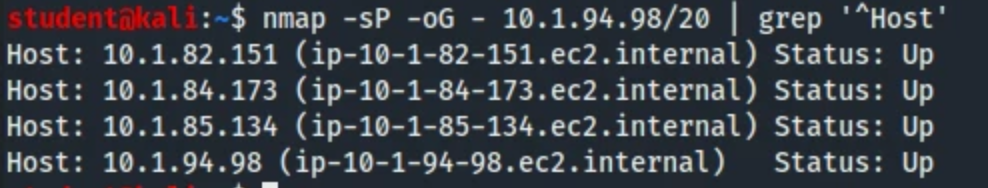 student@kali:~$ nmap -sP -oG - 10.1.94.98/20 | grep '^Host'
Host: 10.1.82.151 (ip-10-1-82-151.ec2.internal) Status: Up
Host: 10.1.84.173 (ip-10-1-84-173.ec2.internal) Status: Up
Host: 10.1.85.134 (ip-10-1-85-134.ec2.internal) Status: Up
Host: 10.1.94.98 (ip-10-1-94-98.ec2.internal)   Status: Up